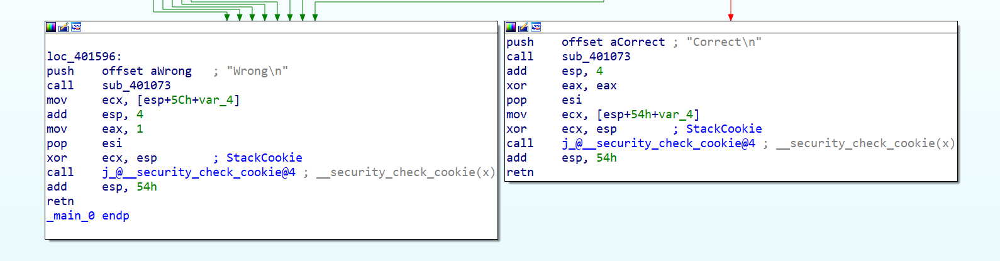 loc_401596:
push offset aWrong ; "Wrong\n"
call sub_401073
mov ecx, [esp+5Ch+var_4]
add esp, 4
mov eax, 1
pop esi
xor ecx, esp ; StackCookie
call j_@__security_check_cookie@4 ; __security_check_cookie(x)
add esp, 54h
retn
_main_0 endp
push offset aCorrect ; "Correct\n"
call sub_401073
add esp, 4
xor eax, eax
pop esi
mov ecx, [esp+54h+var_4]
xor ecx, esp ; StackCookie
call j_@__security_check_cookie@4 ; __security_check_cookie(x)
add esp, 54h
retn